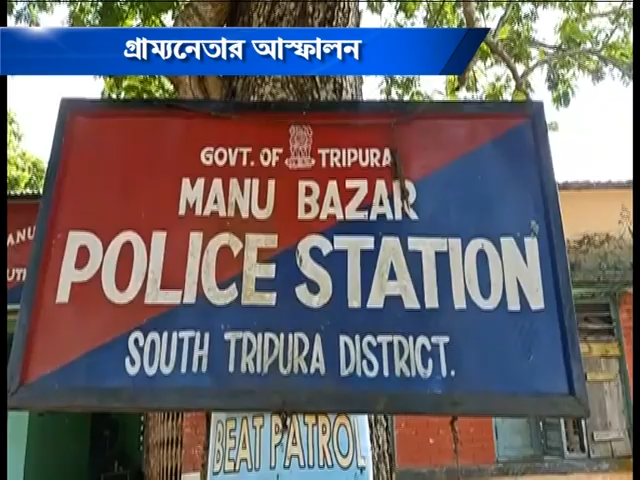 গ্রাম্যনেতার আস্ফালন
GOVT. OF TRIPURA
MANU BAZAR
POLICE STATION
SOUTH TRIPURA DISTRICT.
BEAT PATROL